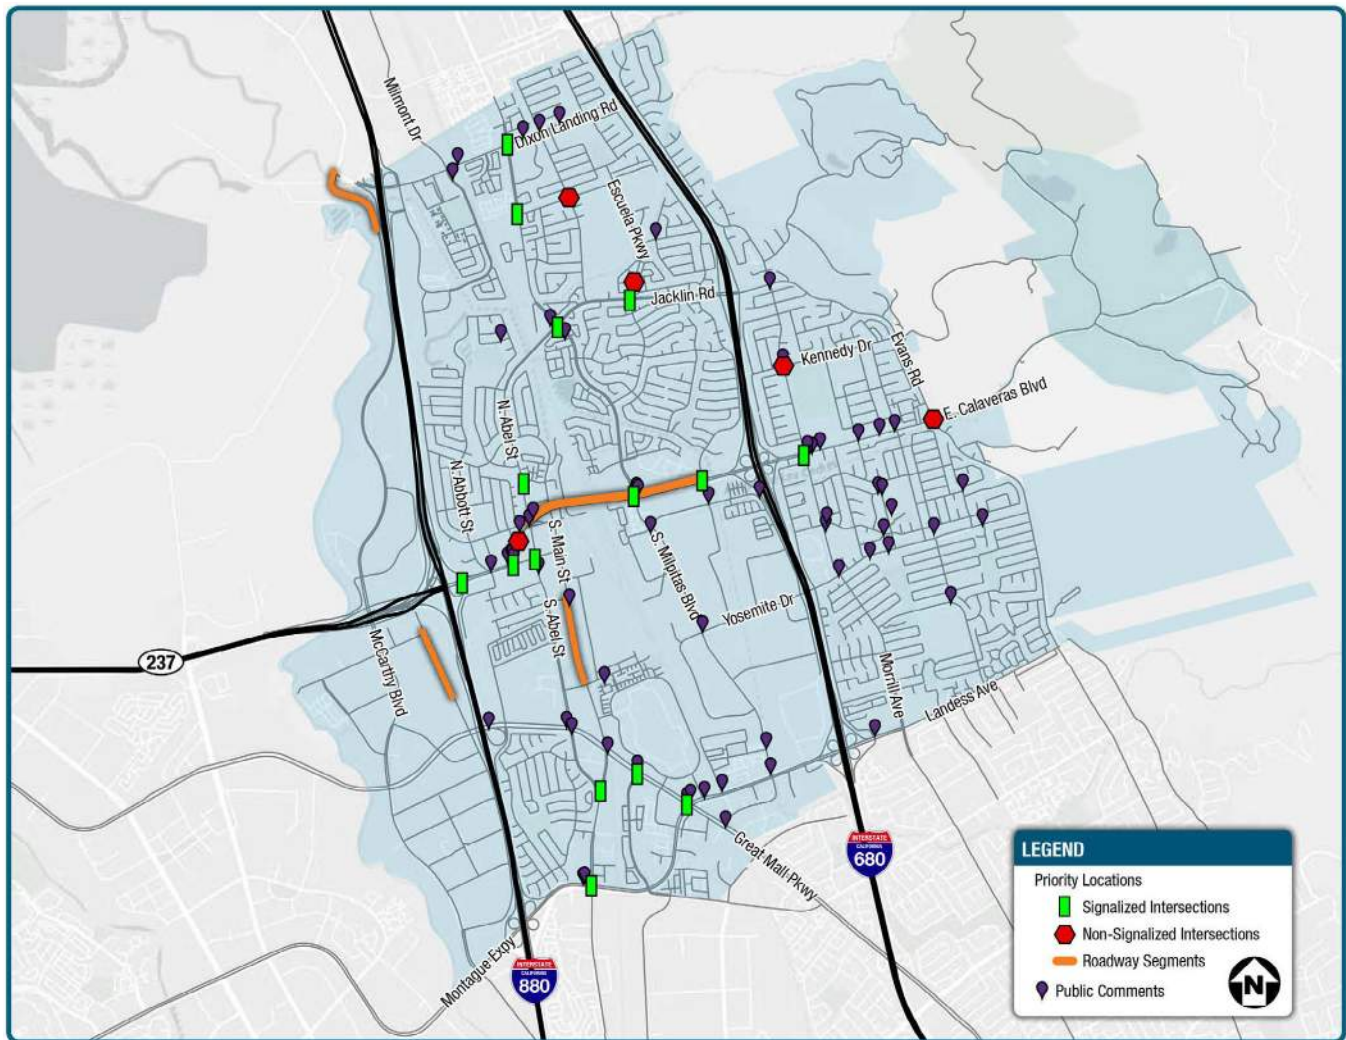 Milmont Dr
Dixon Landing Rd
Escuela Pkwy
Jacklin Rd
Kennedy Dr
Evans Rd
E. Calaveras Blvd
N. Abel St
N. Abbott St
S. Main St
S. Milpitas Blvd
S. Abel St
Yosemite Dr
237
McCarthy Blvd
Morrill Ave
Landess Ave
Great Mall Pkwy
Montague Expy
INTERSTATE
CALIFORNIA
680
INTERSTATE
CALIFORNIA
880
LEGEND
Priority Locations
Signalized Intersections
Non-Signalized Intersections
Roadway Segments
Public Comments
N